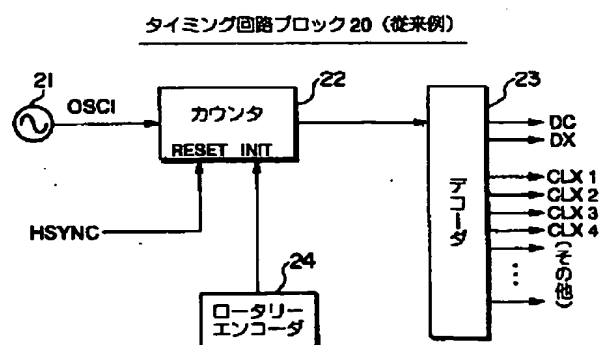 タイミング回路ブロック20（従来例）
21
OSCI
22
カウンタ
RESET INIT
HSYNC
24
ロータリー
エンコーダ
23
デコーダ
DC
DX
CLX 1
CLX 2
CLX 3
CLX 4
（その他）